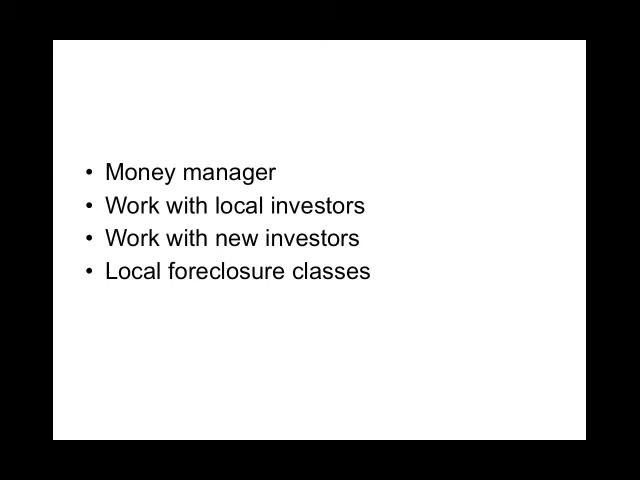 • Money manager
• Work with local investors
• Work with new investors
• Local foreclosure classes